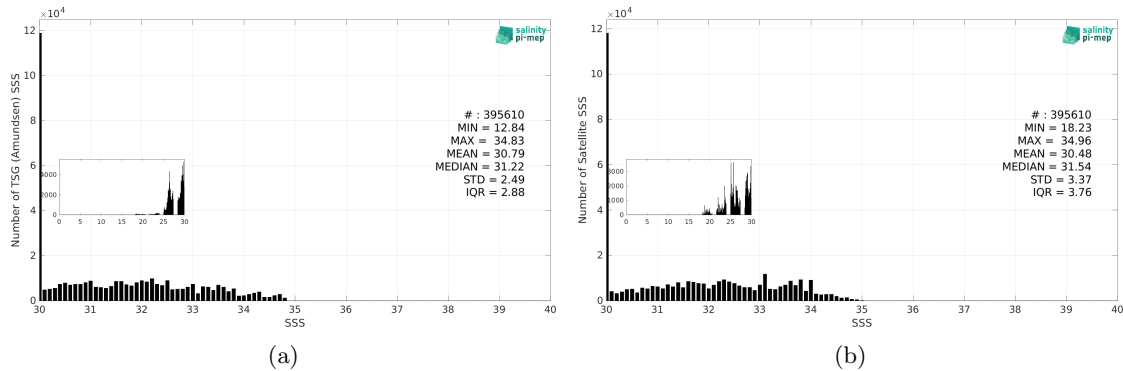 ×10⁴
12
10
8
6
4
2
0
Number of TSG (Amundsen) SSS
salinity
pi-mep
# : 395610
MIN = 12.84
MAX = 34.83
MEAN = 30.79
MEDIAN = 31.22
STD = 2.49
IQR = 2.88
4000
2000
0
0 5 10 15 20 25 30
30 31 32 33 34 35 36 37 38 39 40
SSS
(a)
×10⁴
12
10
8
6
4
2
0
Number of Satellite SSS
salinity
pi-mep
# : 395610
MIN = 18.23
MAX = 34.96
MEAN = 30.48
MEDIAN = 31.54
STD = 3.37
IQR = 3.76
3000
2000
1000
0
0 5 10 15 20 25 30
30 31 32 33 34 35 36 37 38 39 40
SSS
(b)